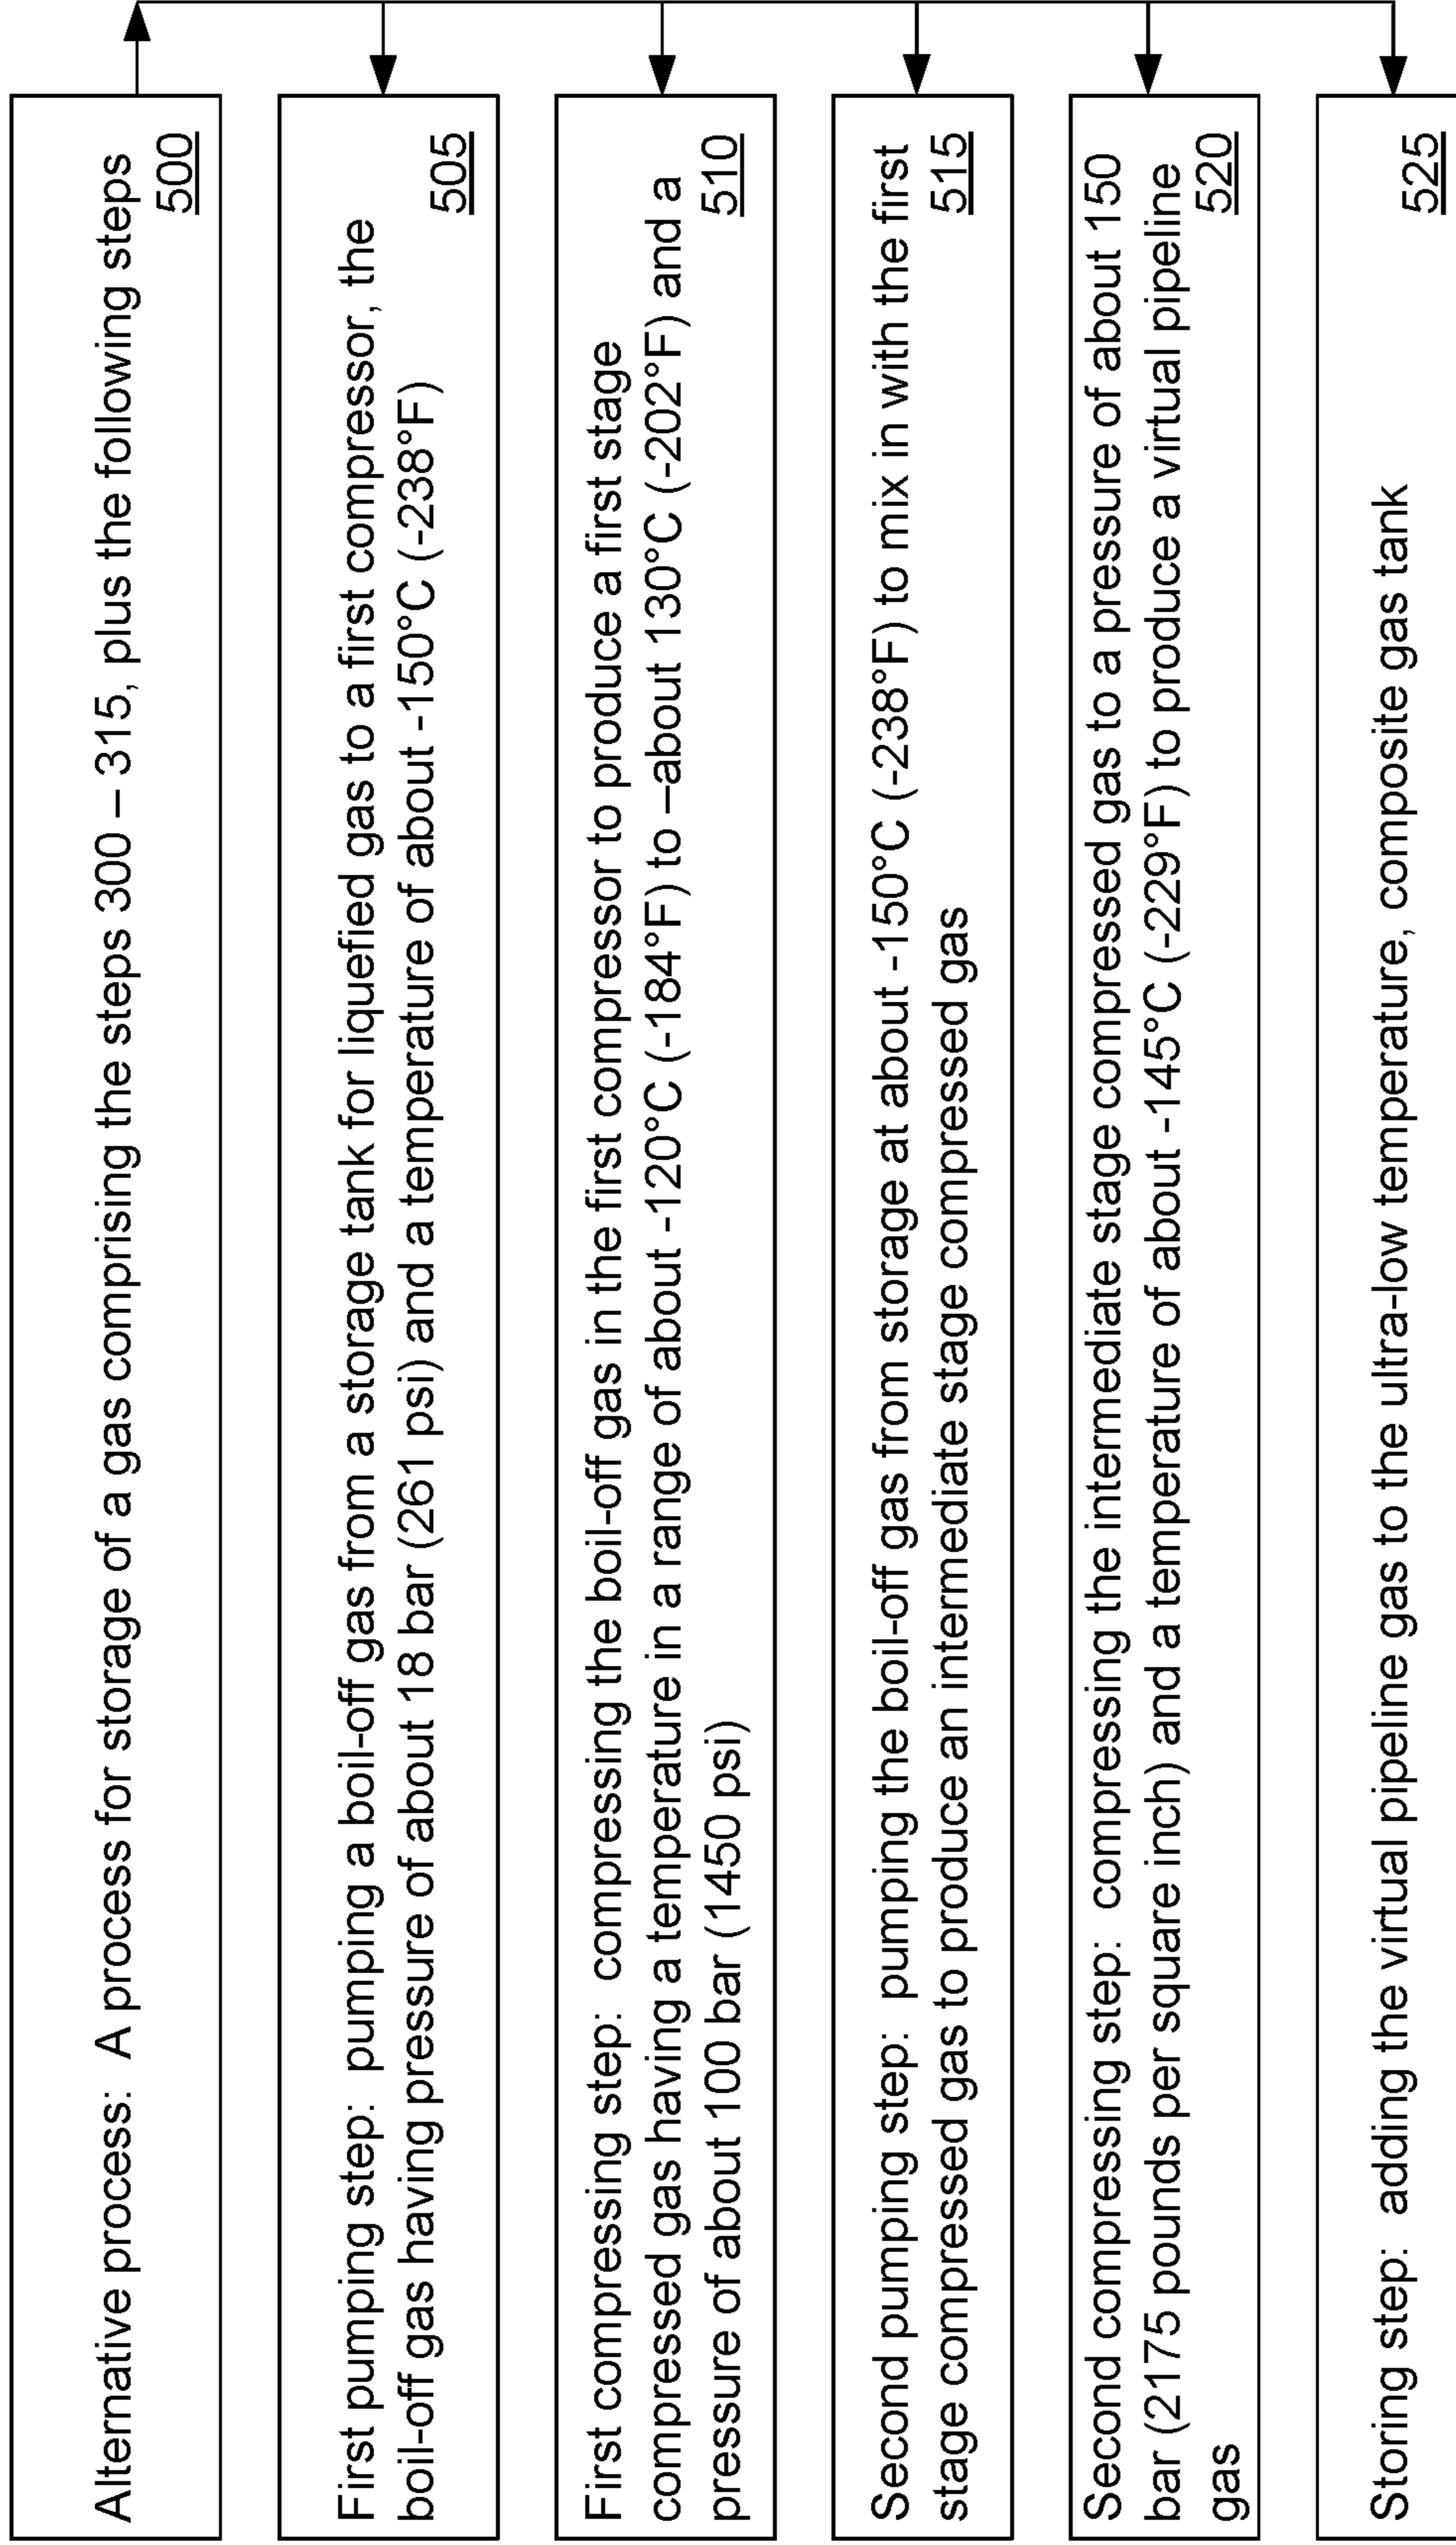 Alternative process:  A process for storage of a gas comprising the steps 300 – 315, plus the following steps
500
First pumping step:  pumping a boil-off gas from a storage tank for liquefied gas to a first compressor, the
boil-off gas having pressure of about 18 bar (261 psi) and a temperature of about -150°C (-238°F)
505
First compressing step:  compressing the boil-off gas in the first compressor to produce a first stage
compressed gas having a temperature in a range of about -120°C (-184°F) to –about 130°C (-202°F) and a
pressure of about 100 bar (1450 psi)
510
Second pumping step:  pumping the boil-off gas from storage at about -150°C (-238°F) to mix in with the first
stage compressed gas to produce an intermediate stage compressed gas
515
Second compressing step:  compressing the intermediate stage compressed gas to a pressure of about 150
bar (2175 pounds per square inch) and a temperature of about -145°C (-229°F) to produce a virtual pipeline
gas
520
Storing step:  adding the virtual pipeline gas to the ultra-low temperature, composite gas tank
525